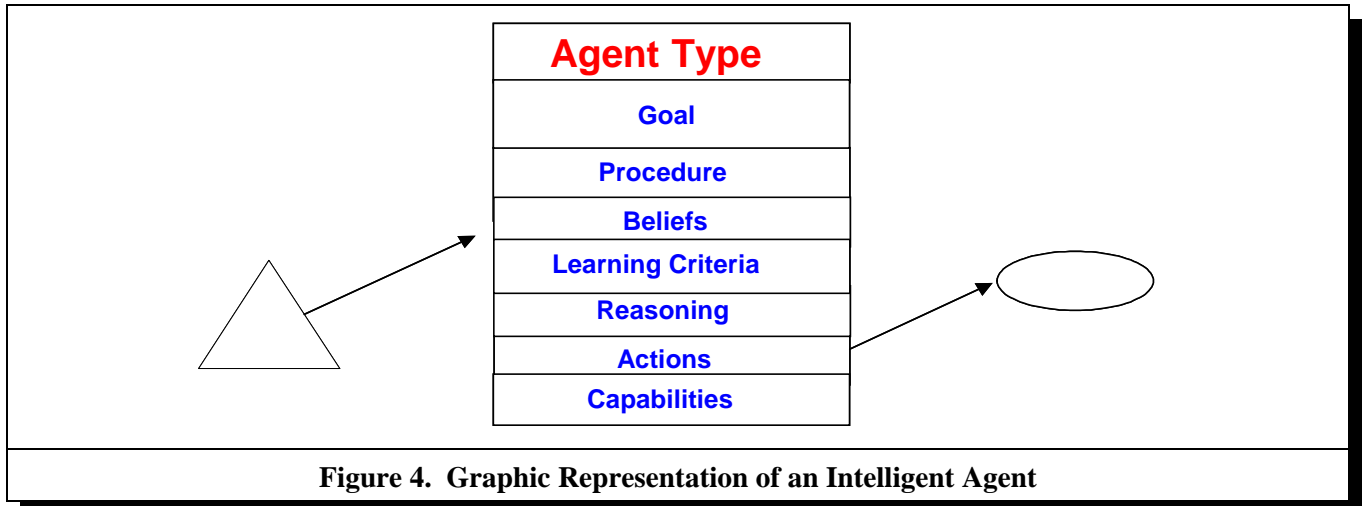 Agent Type
Goal
Procedure
Beliefs
Learning Criteria
Reasoning
Actions
Capabilities
Figure 4. Graphic Representation of an Intelligent Agent